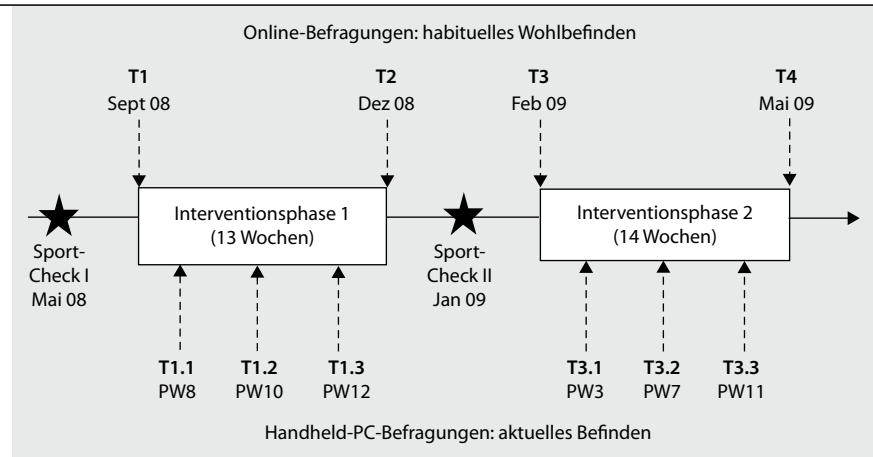 Online-Befragungen: habituelles Wohlbefinden
T1
Sept 08
T2
Dez 08
T3
Feb 09
T4
Mai 09
Interventionsphase 1
(13 Wochen)
Interventionsphase 2
(14 Wochen)
Sport-
Check I
Mai 08
Sport-
Check II
Jan 09
T1.1
PW8
T1.2
PW10
T1.3
PW12
T3.1
PW3
T3.2
PW7
T3.3
PW11
Handheld-PC-Befragungen: aktuelles Befinden